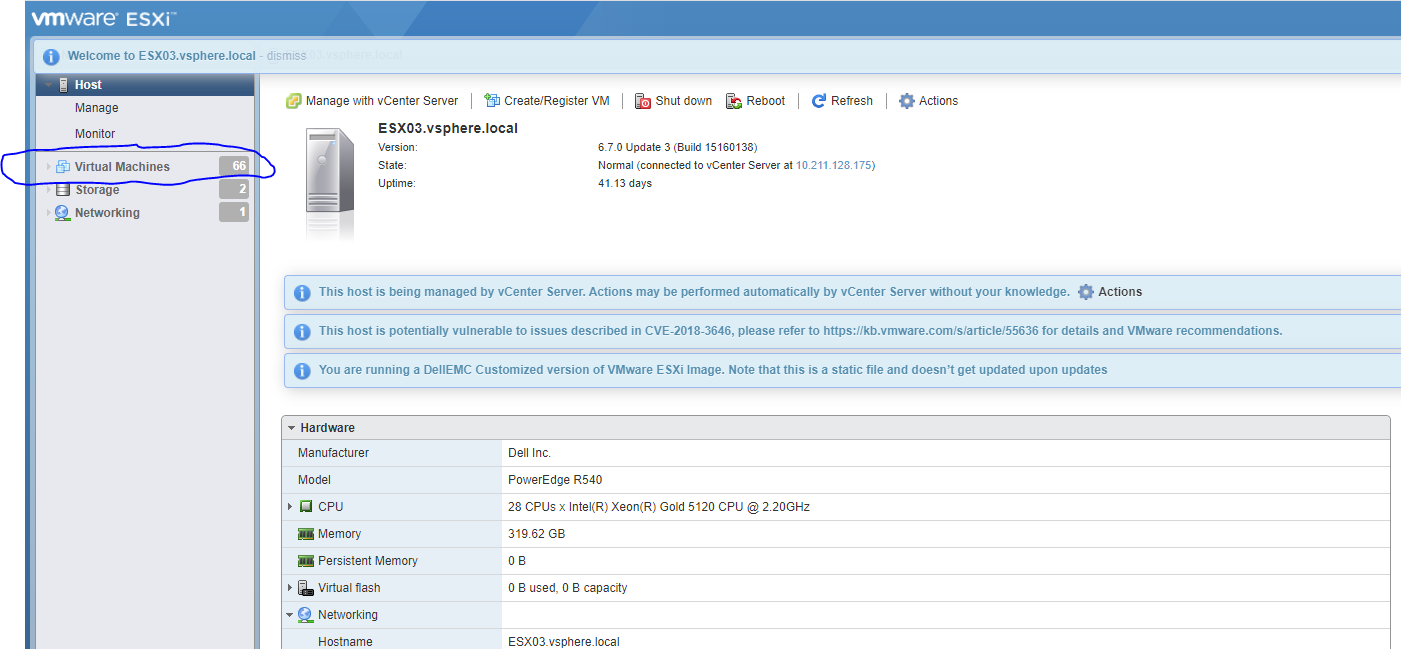 vmware ESXi™
Welcome to ESX03.vsphere.local - dismiss
Host
Manage
Monitor
Virtual Machines 66
Storage 2
Networking 1
Manage with vCenter Server | Create/Register VM | Shut down Reboot | Refresh | Actions
ESX03.vsphere.local
Version: 6.7.0 Update 3 (Build 15160138)
State: Normal (connected to vCenter Server at 10.211.128.175)
Uptime: 41.13 days
This host is being managed by vCenter Server. Actions may be performed automatically by vCenter Server without your knowledge. Actions
This host is potentially vulnerable to issues described in CVE-2018-3646, please refer to https://kb.vmware.com/s/article/55636 for details and VMware recommendations.
You are running a DellEMC Customized version of VMware ESXi Image. Note that this is a static file and doesn't get updated upon updates
Hardware
Manufacturer Dell Inc.
Model PowerEdge R540
CPU 28 CPUs x Intel(R) Xeon(R) Gold 5120 CPU @ 2.20GHz
Memory 319.62 GB
Persistent Memory 0 B
Virtual flash 0 B used, 0 B capacity
Networking
Hostname ESX03.vsphere.local